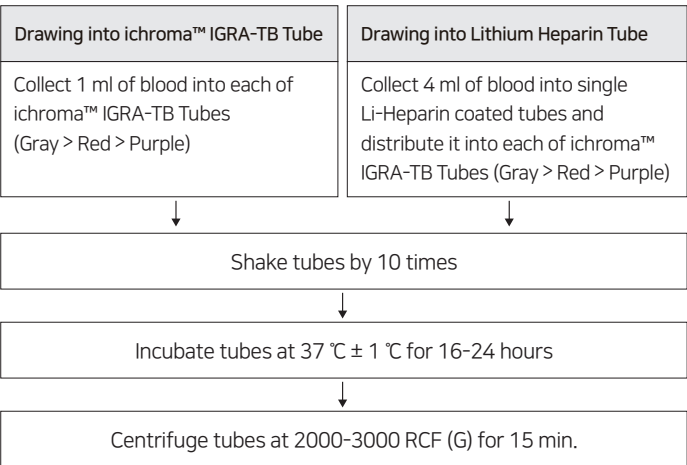 Drawing into ichroma™ IGRA-TB Tube
Collect 1 ml of blood into each of
ichroma™ IGRA-TB Tubes
(Gray > Red > Purple)
Drawing into Lithium Heparin Tube
Collect 4 ml of blood into single
Li-Heparin coated tubes and
distribute it into each of ichroma™
IGRA-TB Tubes (Gray > Red > Purple)
Shake tubes by 10 times
Incubate tubes at 37 ℃ ± 1 ℃ for 16-24 hours
Centrifuge tubes at 2000-3000 RCF (G) for 15 min.